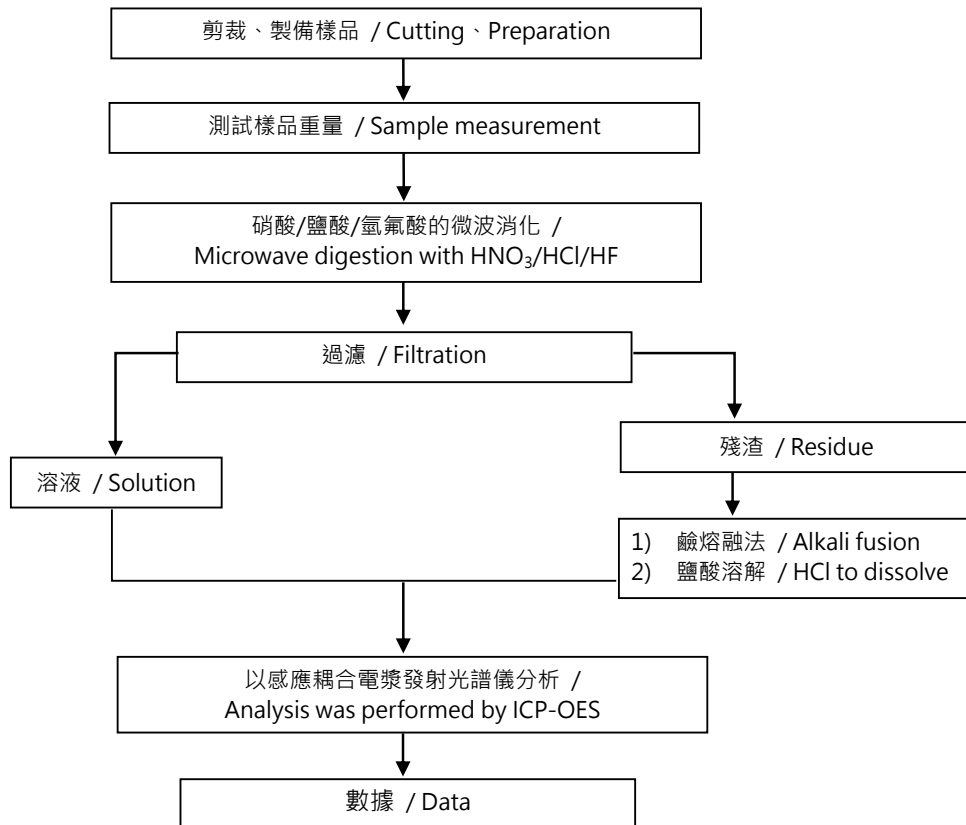 剪裁、製備樣品 / Cutting、Preparation
測試樣品重量 / Sample measurement
硝酸/鹽酸/氫氟酸的微波消化 /
Microwave digestion with HNO₃/HCl/HF
過濾 / Filtration
溶液 / Solution
殘渣 / Residue
1) 鹼熔融法 / Alkali fusion
2) 鹽酸溶解 / HCl to dissolve
以感應耦合電漿發射光譜儀分析 /
Analysis was performed by ICP-OES
數據 / Data